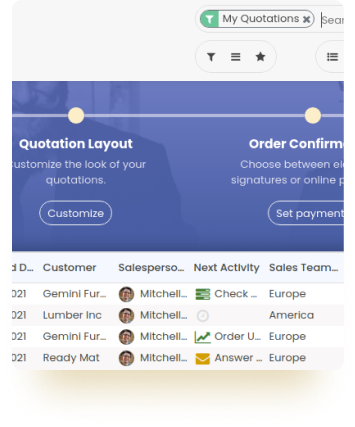 My Quotations × Sear
Quotation Layout
Order Confirm
ustomize the look of your
quotations.
Choose between el
signatures or online p
Customize
Set payment
d D... Customer Salesperso... Next Activity Sales Team...
021 Gemini Fur... Mitchell... Check ... Europe
021 Lumber Inc Mitchell... America
021 Gemini Fur... Mitchell... Order U... Europe
021 Ready Mat Mitchell... Answer ... Europe